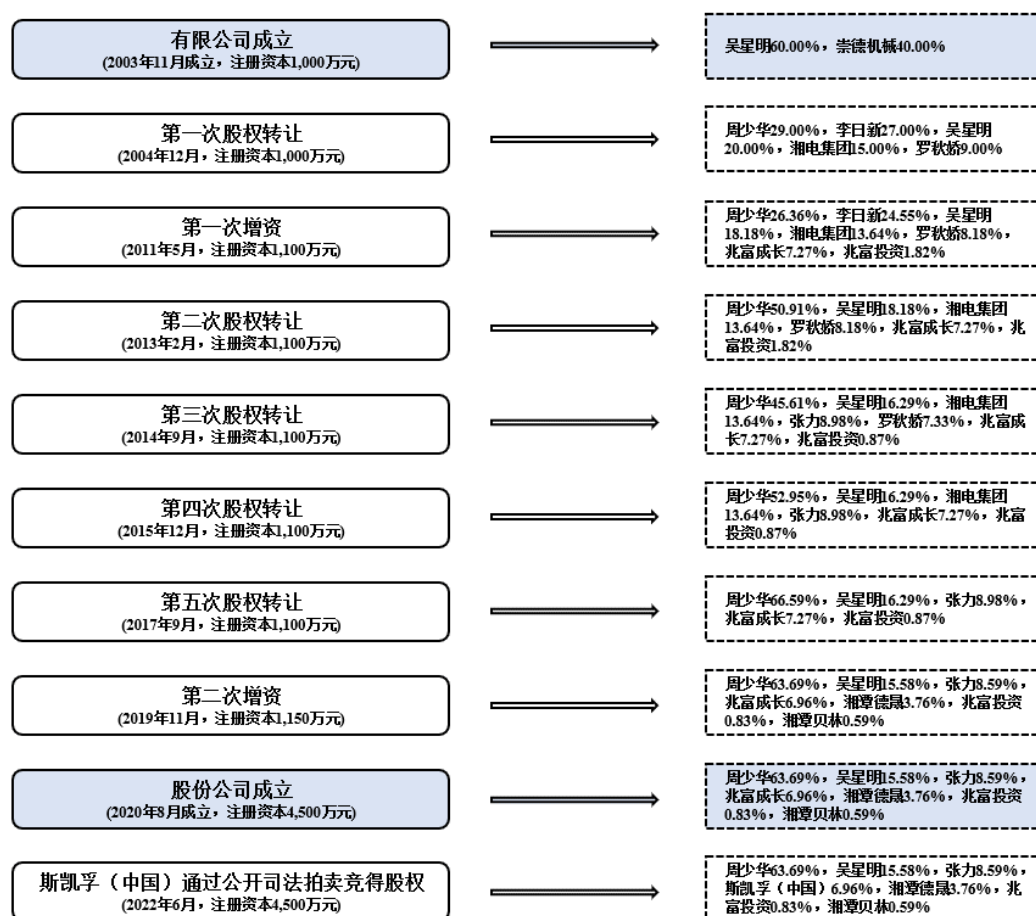 有限公司成立
(2003年11月成立，注册资本1,000万元)
吴星明60.00%，崇德机械40.00%
第一次股权转让
(2004年12月，注册资本1,000万元)
周少华29.00%，李日新27.00%，吴星明
20.00%，湘电集团15.00%，罗秋娇9.00%
第一次增资
(2011年5月，注册资本1,100万元)
周少华26.36%，李日新24.55%，吴星明
18.18%，湘电集团13.64%，罗秋娇8.18%，
兆富成长7.27%，兆富投资1.82%
第二次股权转让
(2013年2月，注册资本1,100万元)
周少华50.91%，吴星明18.18%，湘电集团
13.64%，罗秋娇8.18%，兆富成长7.27%，兆
富投资1.82%
第三次股权转让
(2014年9月，注册资本1,100万元)
周少华45.61%，吴星明16.29%，湘电集团
13.64%，张力8.98%，罗秋娇7.33%，兆富成
长7.27%，兆富投资0.87%
第四次股权转让
(2015年12月，注册资本1,100万元)
周少华52.95%，吴星明16.29%，湘电集团
13.64%，张力8.98%，兆富成长7.27%，兆富
投资0.87%
第五次股权转让
(2017年9月，注册资本1,100万元)
周少华66.59%，吴星明16.29%，张力8.98%，
兆富成长7.27%，兆富投资0.87%
第二次增资
(2019年11月，注册资本1,150万元)
周少华63.69%，吴星明15.58%，张力8.59%，
兆富成长6.96%，湘潭德晟3.76%，兆富投资
0.83%，湘潭贝林0.59%
股份公司成立
(2020年8月成立，注册资本4,500万元)
周少华63.69%，吴星明15.58%，张力8.59%，
兆富成长6.96%，湘潭德晟3.76%，兆富投资
0.83%，湘潭贝林0.59%
斯凯孚（中国）通过公开司法拍卖竞得股权
(2022年6月，注册资本4,500万元)
周少华63.69%，吴星明15.58%，张力8.59%，
斯凯孚（中国）6.96%，湘潭德晟3.76%，兆
富投资0.83%，湘潭贝林0.59%